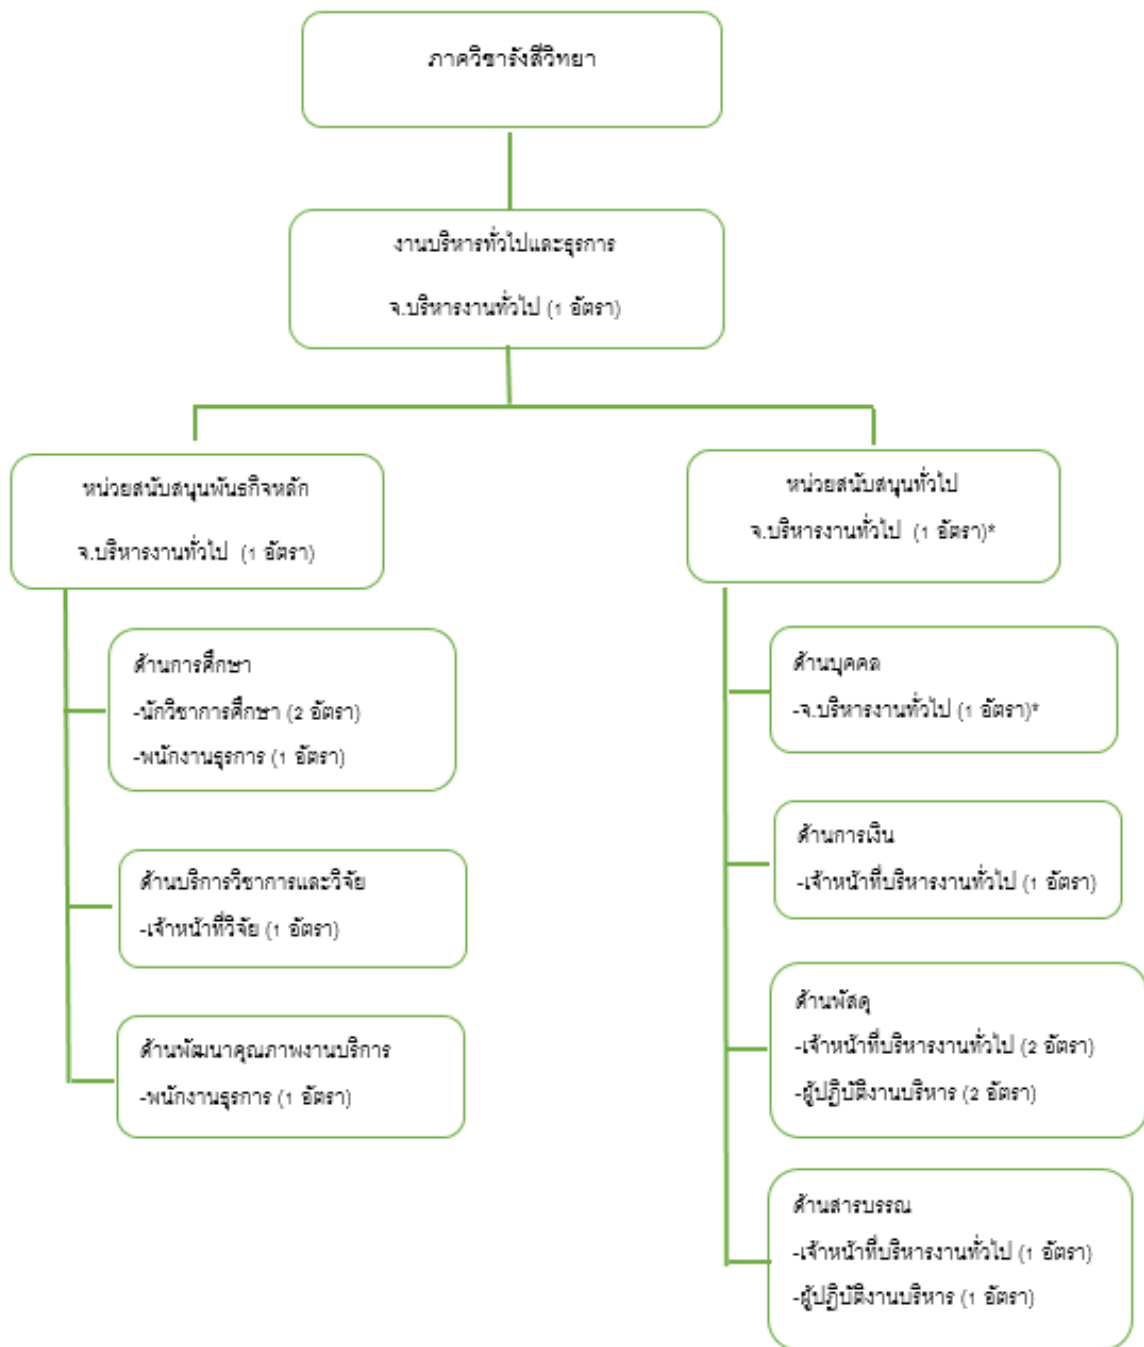 ภาควิชารังสีวิทยา
งานบริหารทั่วไปและธุรการ
จ.บริหารงานทั่วไป (1 อัตรา)
หน่วยสนับสนุนพันธกิจหลัก
จ.บริหารงานทั่วไป (1 อัตรา)
ด้านการศึกษา
-นักวิชาการศึกษา (2 อัตรา)
-พนักงานธุรการ (1 อัตรา)
ด้านบริการวิชาการและวิจัย
-เจ้าหน้าที่วิจัย (1 อัตรา)
ด้านพัฒนาคุณภาพงานบริการ
-พนักงานธุรการ (1 อัตรา)
หน่วยสนับสนุนทั่วไป
จ.บริหารงานทั่วไป (1 อัตรา)*
ด้านบุคคล
-จ.บริหารงานทั่วไป (1 อัตรา)*
ด้านการเงิน
-เจ้าหน้าที่บริหารงานทั่วไป (1 อัตรา)
ด้านพัสดุ
-เจ้าหน้าที่บริหารงานทั่วไป (2 อัตรา)
-ผู้ปฏิบัติงานบริหาร (2 อัตรา)
ด้านสารบรรณ
-เจ้าหน้าที่บริหารงานทั่วไป (1 อัตรา)
-ผู้ปฏิบัติงานบริหาร (1 อัตรา)